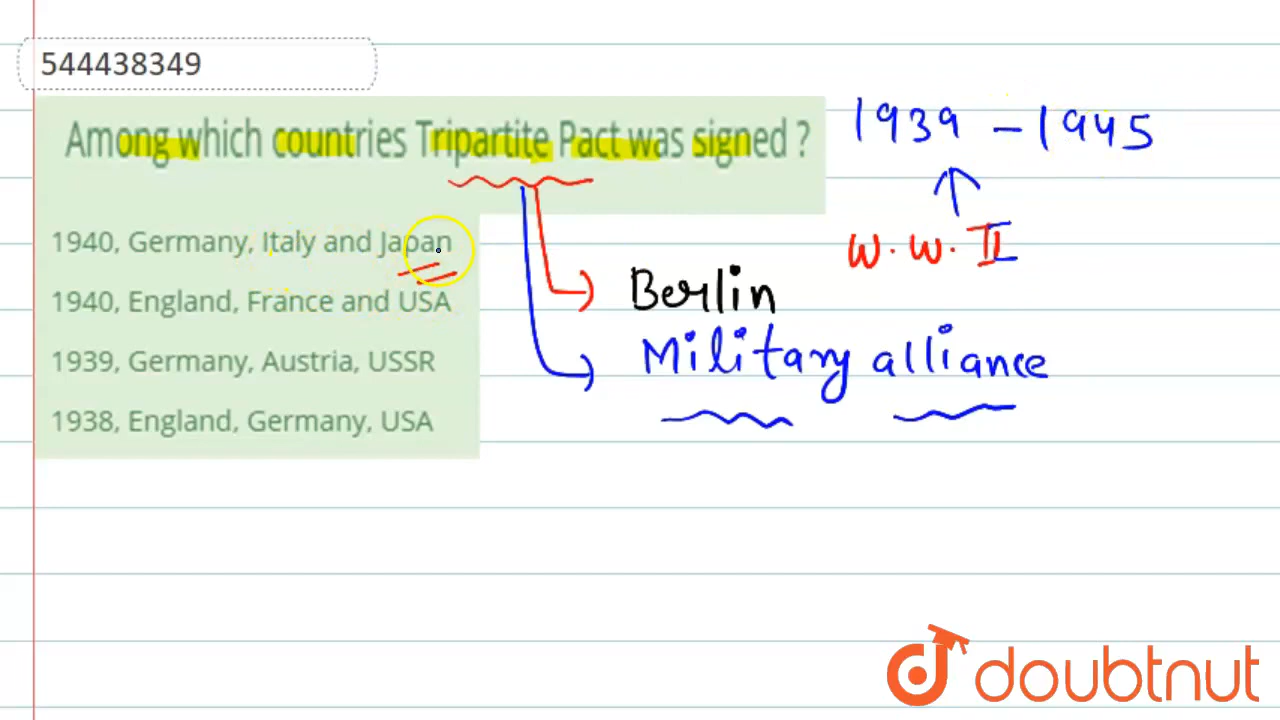 544438349
Among which countries Tripartite Pact was signed ?
1939 - 1945
W. W. II
1940, Germany, Italy and Japan
1940, England, France and USA
1939, Germany, Austria, USSR
1938, England, Germany, USA
Berlin
Military alliance
doubtnut